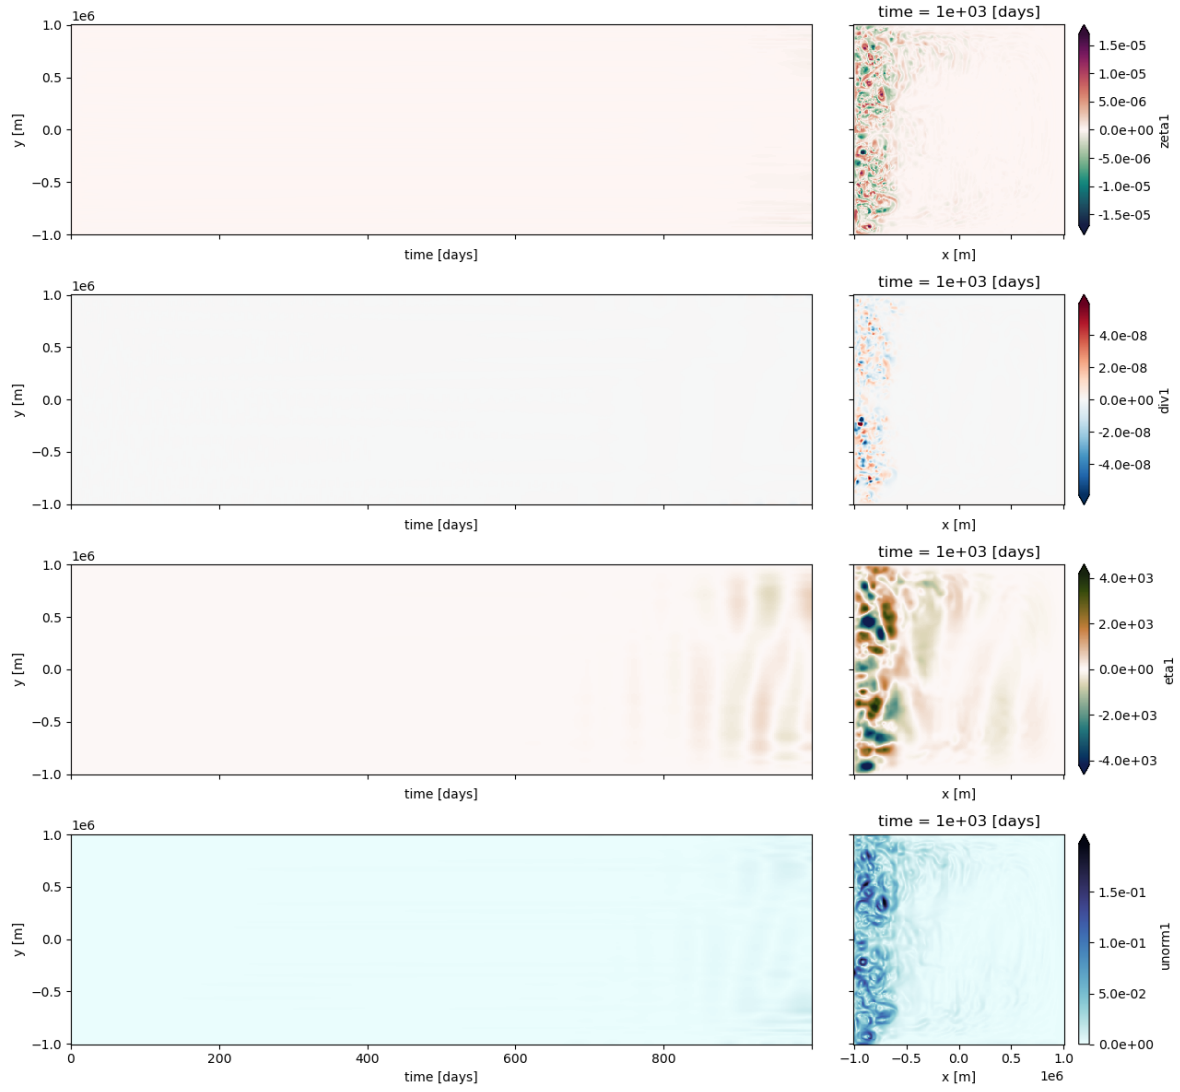 time = 1e+03 [days]
1e6
1.0
0.5
0.0
−0.5
−1.0
y [m]
time [days]
x [m]
1.5e-05
1.0e-05
5.0e-06
0.0e+00
−5.0e-06
−1.0e-05
−1.5e-05
zeta1
time = 1e+03 [days]
1e6
1.0
0.5
0.0
−0.5
−1.0
y [m]
time [days]
x [m]
4.0e-08
2.0e-08
0.0e+00
−2.0e-08
−4.0e-08
div1
time = 1e+03 [days]
1e6
1.0
0.5
0.0
−0.5
−1.0
y [m]
time [days]
x [m]
4.0e+03
2.0e+03
0.0e+00
−2.0e+03
−4.0e+03
eta1
time = 1e+03 [days]
1e6
1.0
0.5
0.0
−0.5
−1.0
y [m]
0 200 400 600 800
time [days]
−1.0 −0.5 0.0 0.5 1.0
x [m]
1e6
1.5e-01
1.0e-01
5.0e-02
0.0e+00
unorm1